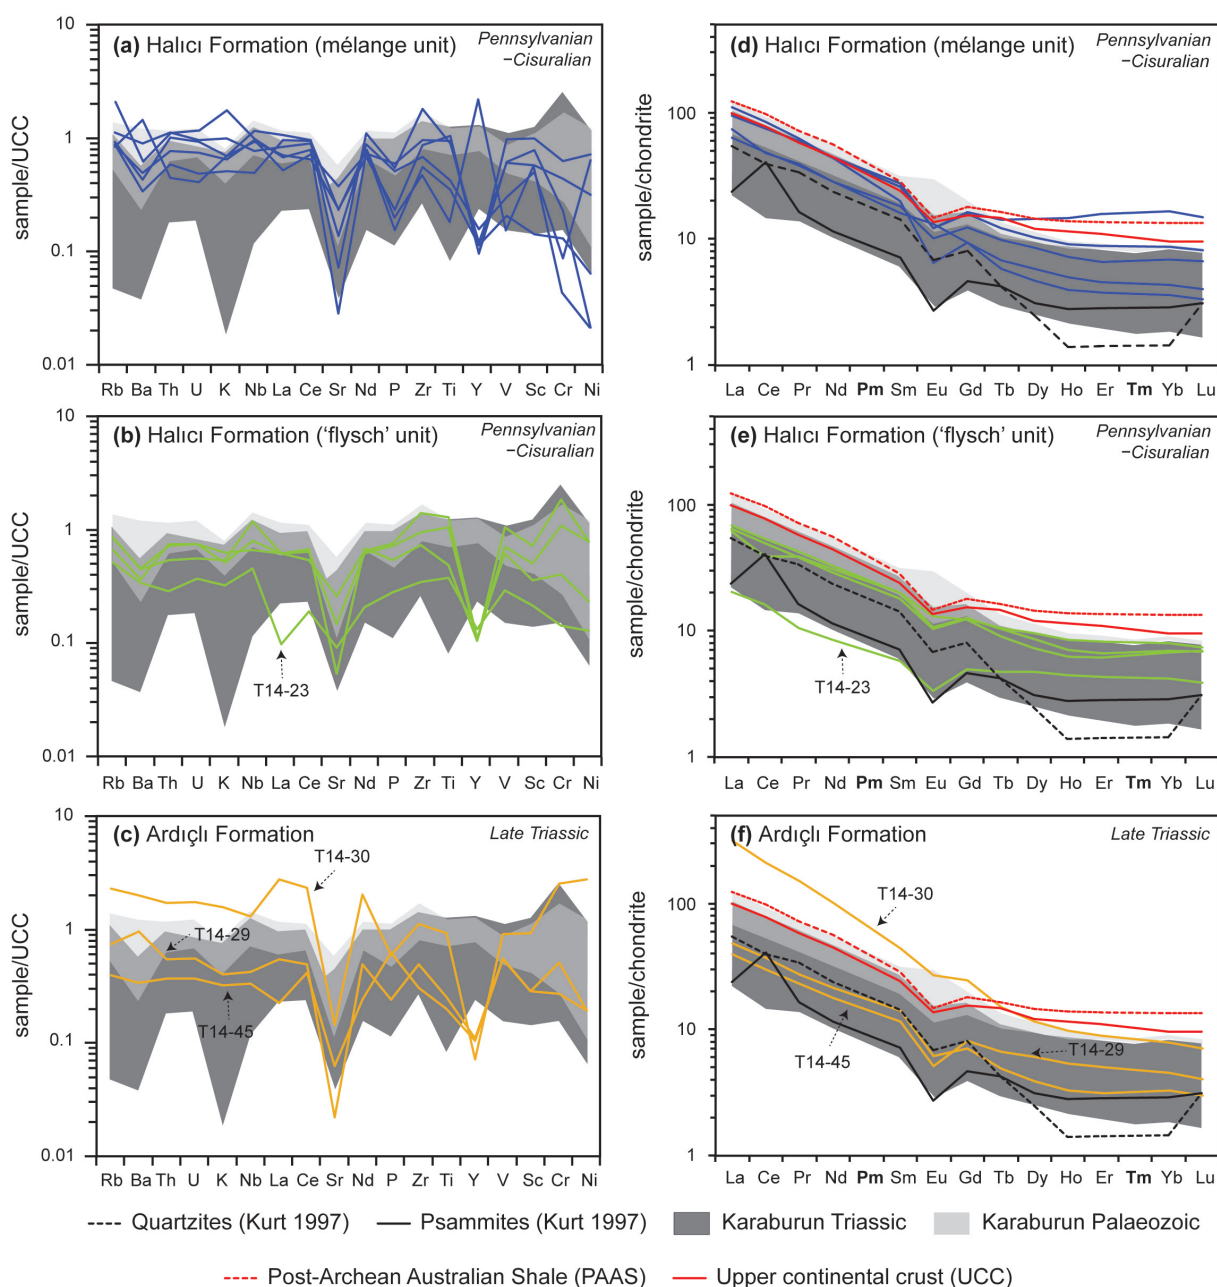 (a) Halıcı Formation (mélange unit)
Pennsylvanian
−Cisuralian
sample/UCC
10
1
0.1
0.01
Rb Ba Th U K Nb La Ce Sr Nd P Zr Ti Y V Sc Cr Ni
(d) Halıcı Formation (mélange unit)
Pennsylvanian
−Cisuralian
sample/chondrite
100
10
1
La Ce Pr Nd Pm Sm Eu Gd Tb Dy Ho Er Tm Yb Lu
(b) Halıcı Formation (‘flysch’ unit)
Pennsylvanian
−Cisuralian
sample/UCC
10
1
0.1
0.01
T14-23
Rb Ba Th U K Nb La Ce Sr Nd P Zr Ti Y V Sc Cr Ni
(e) Halıcı Formation (‘flysch’ unit)
Pennsylvanian
−Cisuralian
sample/chondrite
100
10
1
T14-23
La Ce Pr Nd Pm Sm Eu Gd Tb Dy Ho Er Tm Yb Lu
(c) Ardıçlı Formation
Late Triassic
sample/UCC
10
1
0.1
0.01
T14-30
T14-29
T14-45
Rb Ba Th U K Nb La Ce Sr Nd P Zr Ti Y V Sc Cr Ni
(f) Ardıçlı Formation
Late Triassic
sample/chondrite
100
10
1
T14-30
T14-29
T14-45
La Ce Pr Nd Pm Sm Eu Gd Tb Dy Ho Er Tm Yb Lu
Quartzites (Kurt 1997) Psammites (Kurt 1997) Karaburun Triassic Karaburun Palaeozoic
Post-Archean Australian Shale (PAAS) Upper continental crust (UCC)